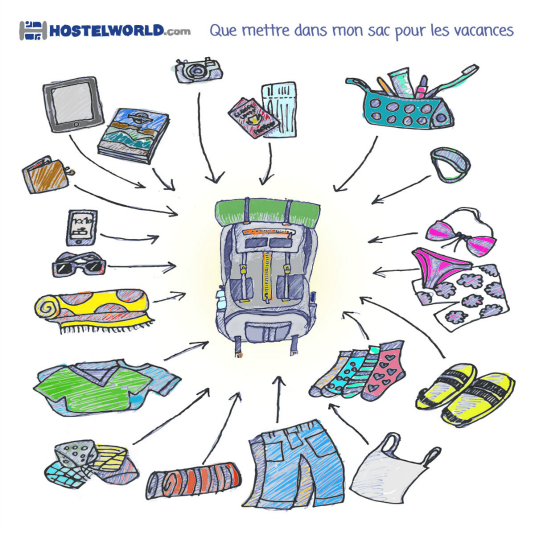 HOSTELWORLD.com
Que mettre dans mon sac pour les vacances